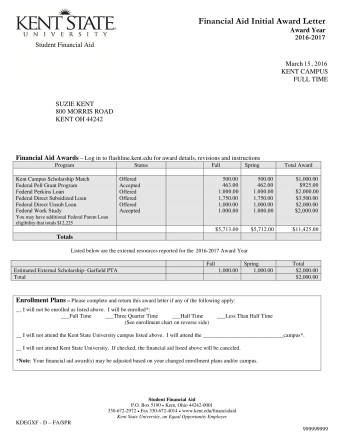 KENT STATE
UNIVERSITY
Student Financial Aid
Financial Aid Initial Award Letter
Award Year
2016-2017
March 15, 2016
KENT CAMPUS
FULL TIME
SUZIE KENT
800 MORRIS ROAD
KENT OH 44242
Financial Aid Awards – Log in to flashline.kent.edu for award details, revisions and instructions
Program Status Fall Spring Total Award
Kent Campus Scholarship Match Offered 500.00 500.00 $1,000.00
Federal Pell Grant Program Accepted 463.00 462.00 $925.00
Federal Perkins Loan Offered 1,000.00 1,000.00 $2,000.00
Federal Direct Subsidized Loan Offered 1,750.00 1,750.00 $3,500.00
Federal Direct Unsub Loan Offered 1,000.00 1,000.00 $2,000.00
Federal Work Study Accepted 1,000.00 1,000.00 $2,000.00
You may have additional Federal Parent Loan
eligibility that totals $12,225
$5,713.00 $5,712.00 $11,425.00
Totals
Listed below are the external resources reported for the 2016-2017 Award Year
Fall Spring Total
Estimated External Scholarship- Garfield PTA 1,000.00 1,000.00 $2,000.00
Total $2,000.00
Enrollment Plans – Please complete and return this award letter if any of the following apply:
__ I will not be enrolled as listed above. I will be enrolled*:
___Full Time ___Three Quarter Time ___Half Time ___Less Than Half Time
(See enrollment chart on reverse side)
__ I will not attend the Kent State University campus listed above. I will attend the ______________________________campus*.
__ I will not attend Kent State University. If checked, the financial aid listed above will be canceled.
*Note: Your financial aid award(s) may be adjusted based on your changed enrollment plans and/or campus.
Student Financial Aid
P.O. Box 5190 • Kent, Ohio 44242-0001
330-672-2972 • Fax 330-672-4014 • www.kent.edu/financialaid
Kent State University, an Equal Opportunity Employer
KDEGXF - D – FA/SPR
999999999